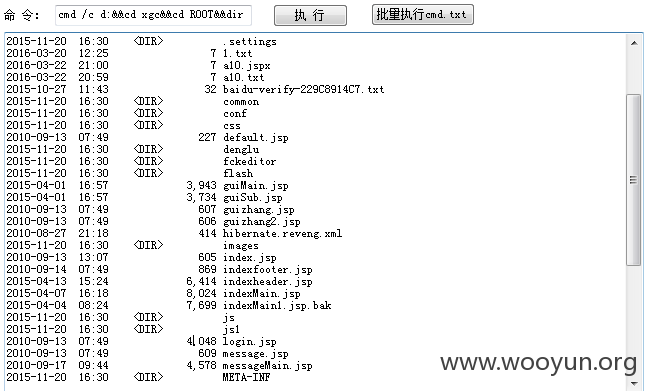 命 令: cmd /c d:&&cd xgc&&cd ROOT&&dir 执 行 批量执行cmd.txt
2015-11-20 16:30 <DIR> .settings
2016-03-20 12:25 7 1.txt
2016-03-22 21:00 7 a10.jspx
2016-03-22 20:59 7 a10.txt
2015-10-27 11:43 32 baidu-verify-229C8914C7.txt
2015-11-20 16:30 <DIR> common
2015-11-20 16:30 <DIR> conf
2015-11-20 16:30 <DIR> css
2010-09-13 07:49 227 default.jsp
2015-11-20 16:30 <DIR> denglu
2015-11-20 16:30 <DIR> fckeditor
2015-11-20 16:30 <DIR> flash
2015-04-01 16:57 3,943 guiMain.jsp
2015-04-01 16:57 3,734 guiSub.jsp
2010-09-13 07:49 607 guizhang.jsp
2010-09-13 07:49 606 guizhang2.jsp
2010-08-27 21:18 414 hibernate.reveng.xml
2015-11-20 16:30 <DIR> images
2010-09-13 13:07 605 index.jsp
2010-09-14 07:49 869 indexfooter.jsp
2015-04-13 15:24 6,414 indexheader.jsp
2015-04-07 16:18 8,024 indexMain.jsp
2015-04-04 08:24 7,699 indexMain1.jsp.bak
2015-11-20 16:30 <DIR> js
2015-11-20 16:30 <DIR> js1
2010-09-13 07:49 4,048 login.jsp
2010-09-13 07:49 609 message.jsp
2010-09-17 09:44 4,578 messageMain.jsp
2015-11-20 16:30 <DIR> META-INF
www.wooyun.org